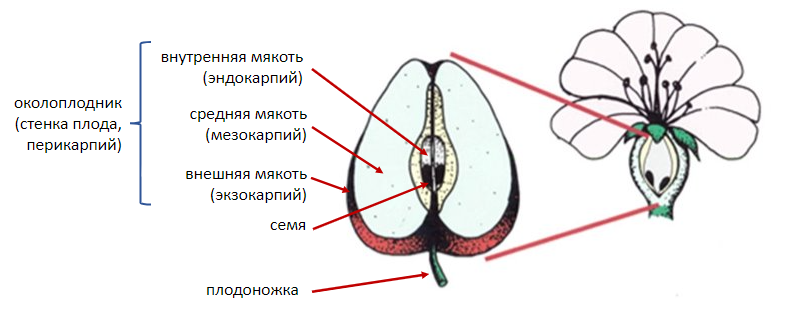 околоплодник
(стенка плода,
перикарпий)
внутренняя мякоть
(эндокарпий)
средняя мякоть
(мезокарпий)
внешняя мякоть
(экзокарпий)
семя
плодоножка